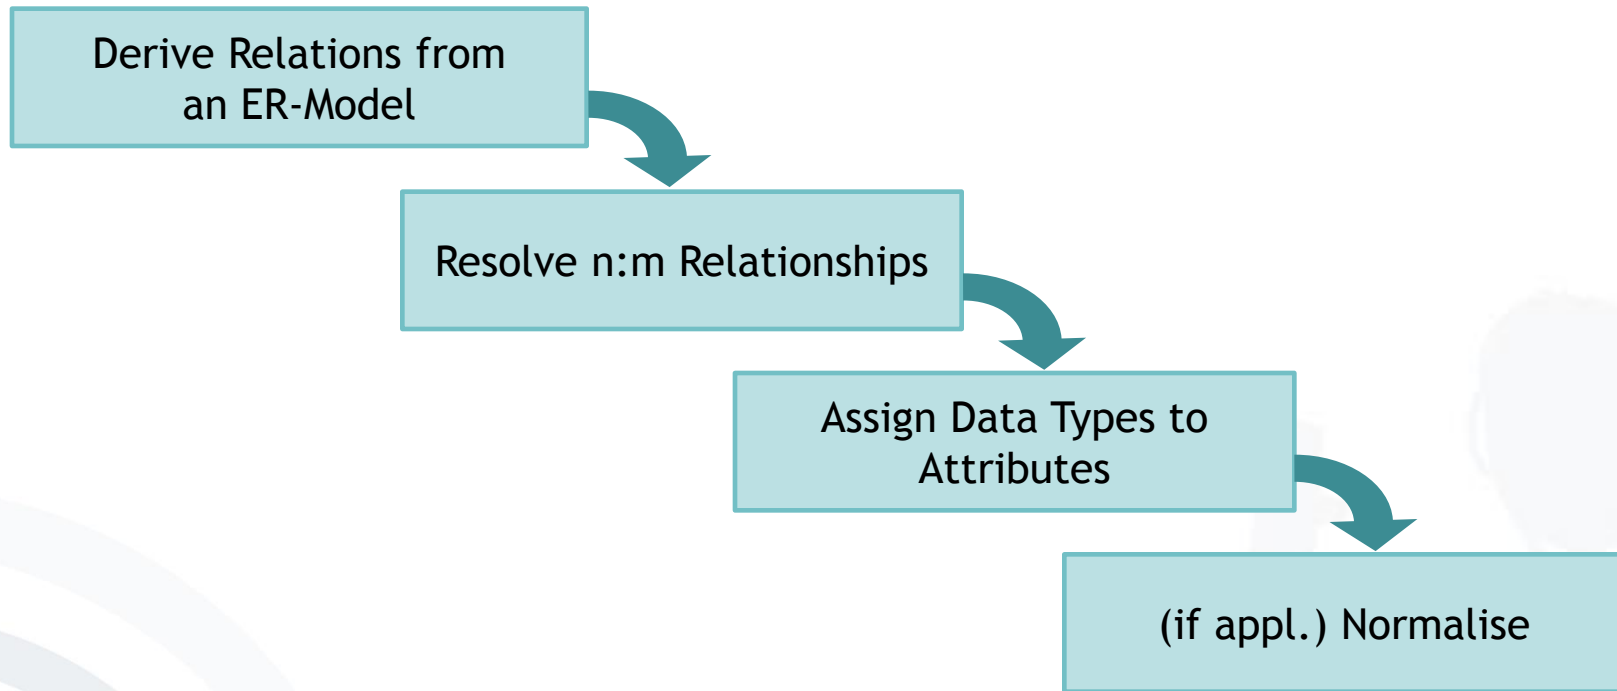 Derive Relations from
an ER-Model
Resolve n:m Relationships
Assign Data Types to
Attributes
(if appl.) Normalise